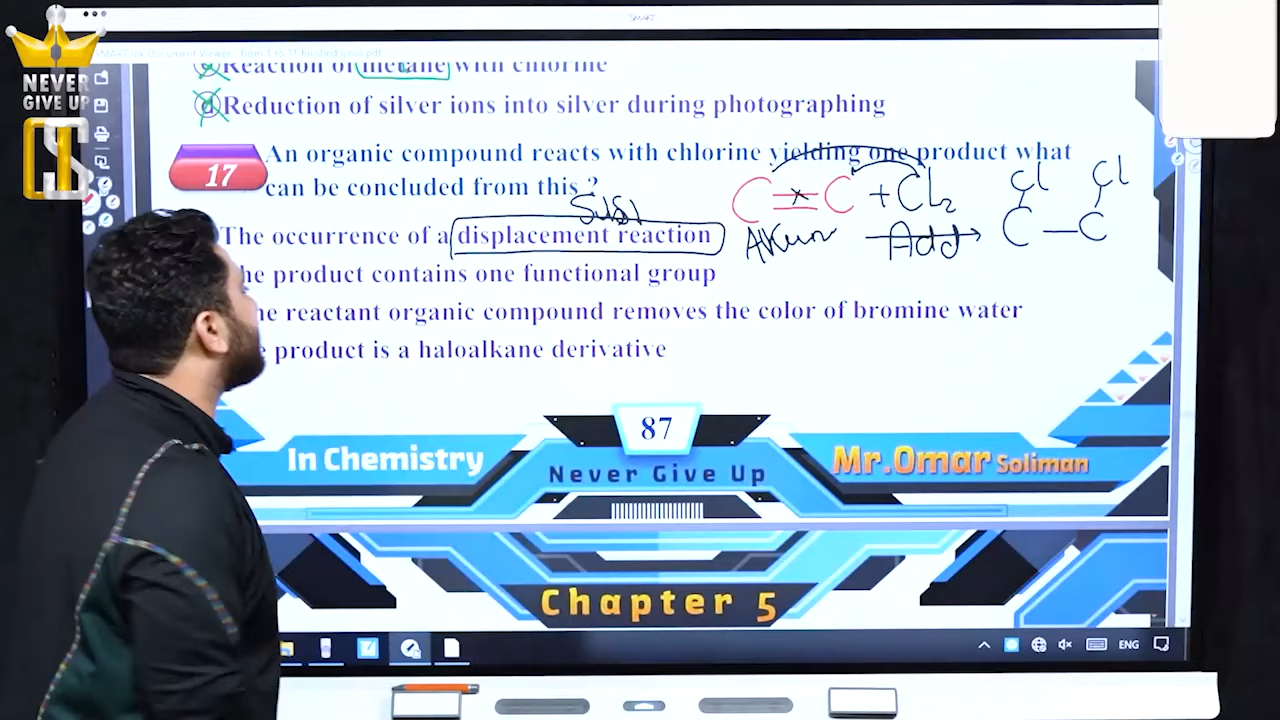 NEVER
GIVE UP
CS
Reaction of metane with chlorine
d Reduction of silver ions into silver during photographing
17
An organic compound reacts with chlorine yielding one product what
can be concluded from this ?
C = C + Cl₂
Cl Cl
C — C
Add
The occurrence of a displacement reaction
he product contains one functional group
he reactant organic compound removes the color of bromine water
e product is a haloalkane derivative
87
In Chemistry
Never Give Up
Mr.Omar Soliman
Chapter 5
ENG